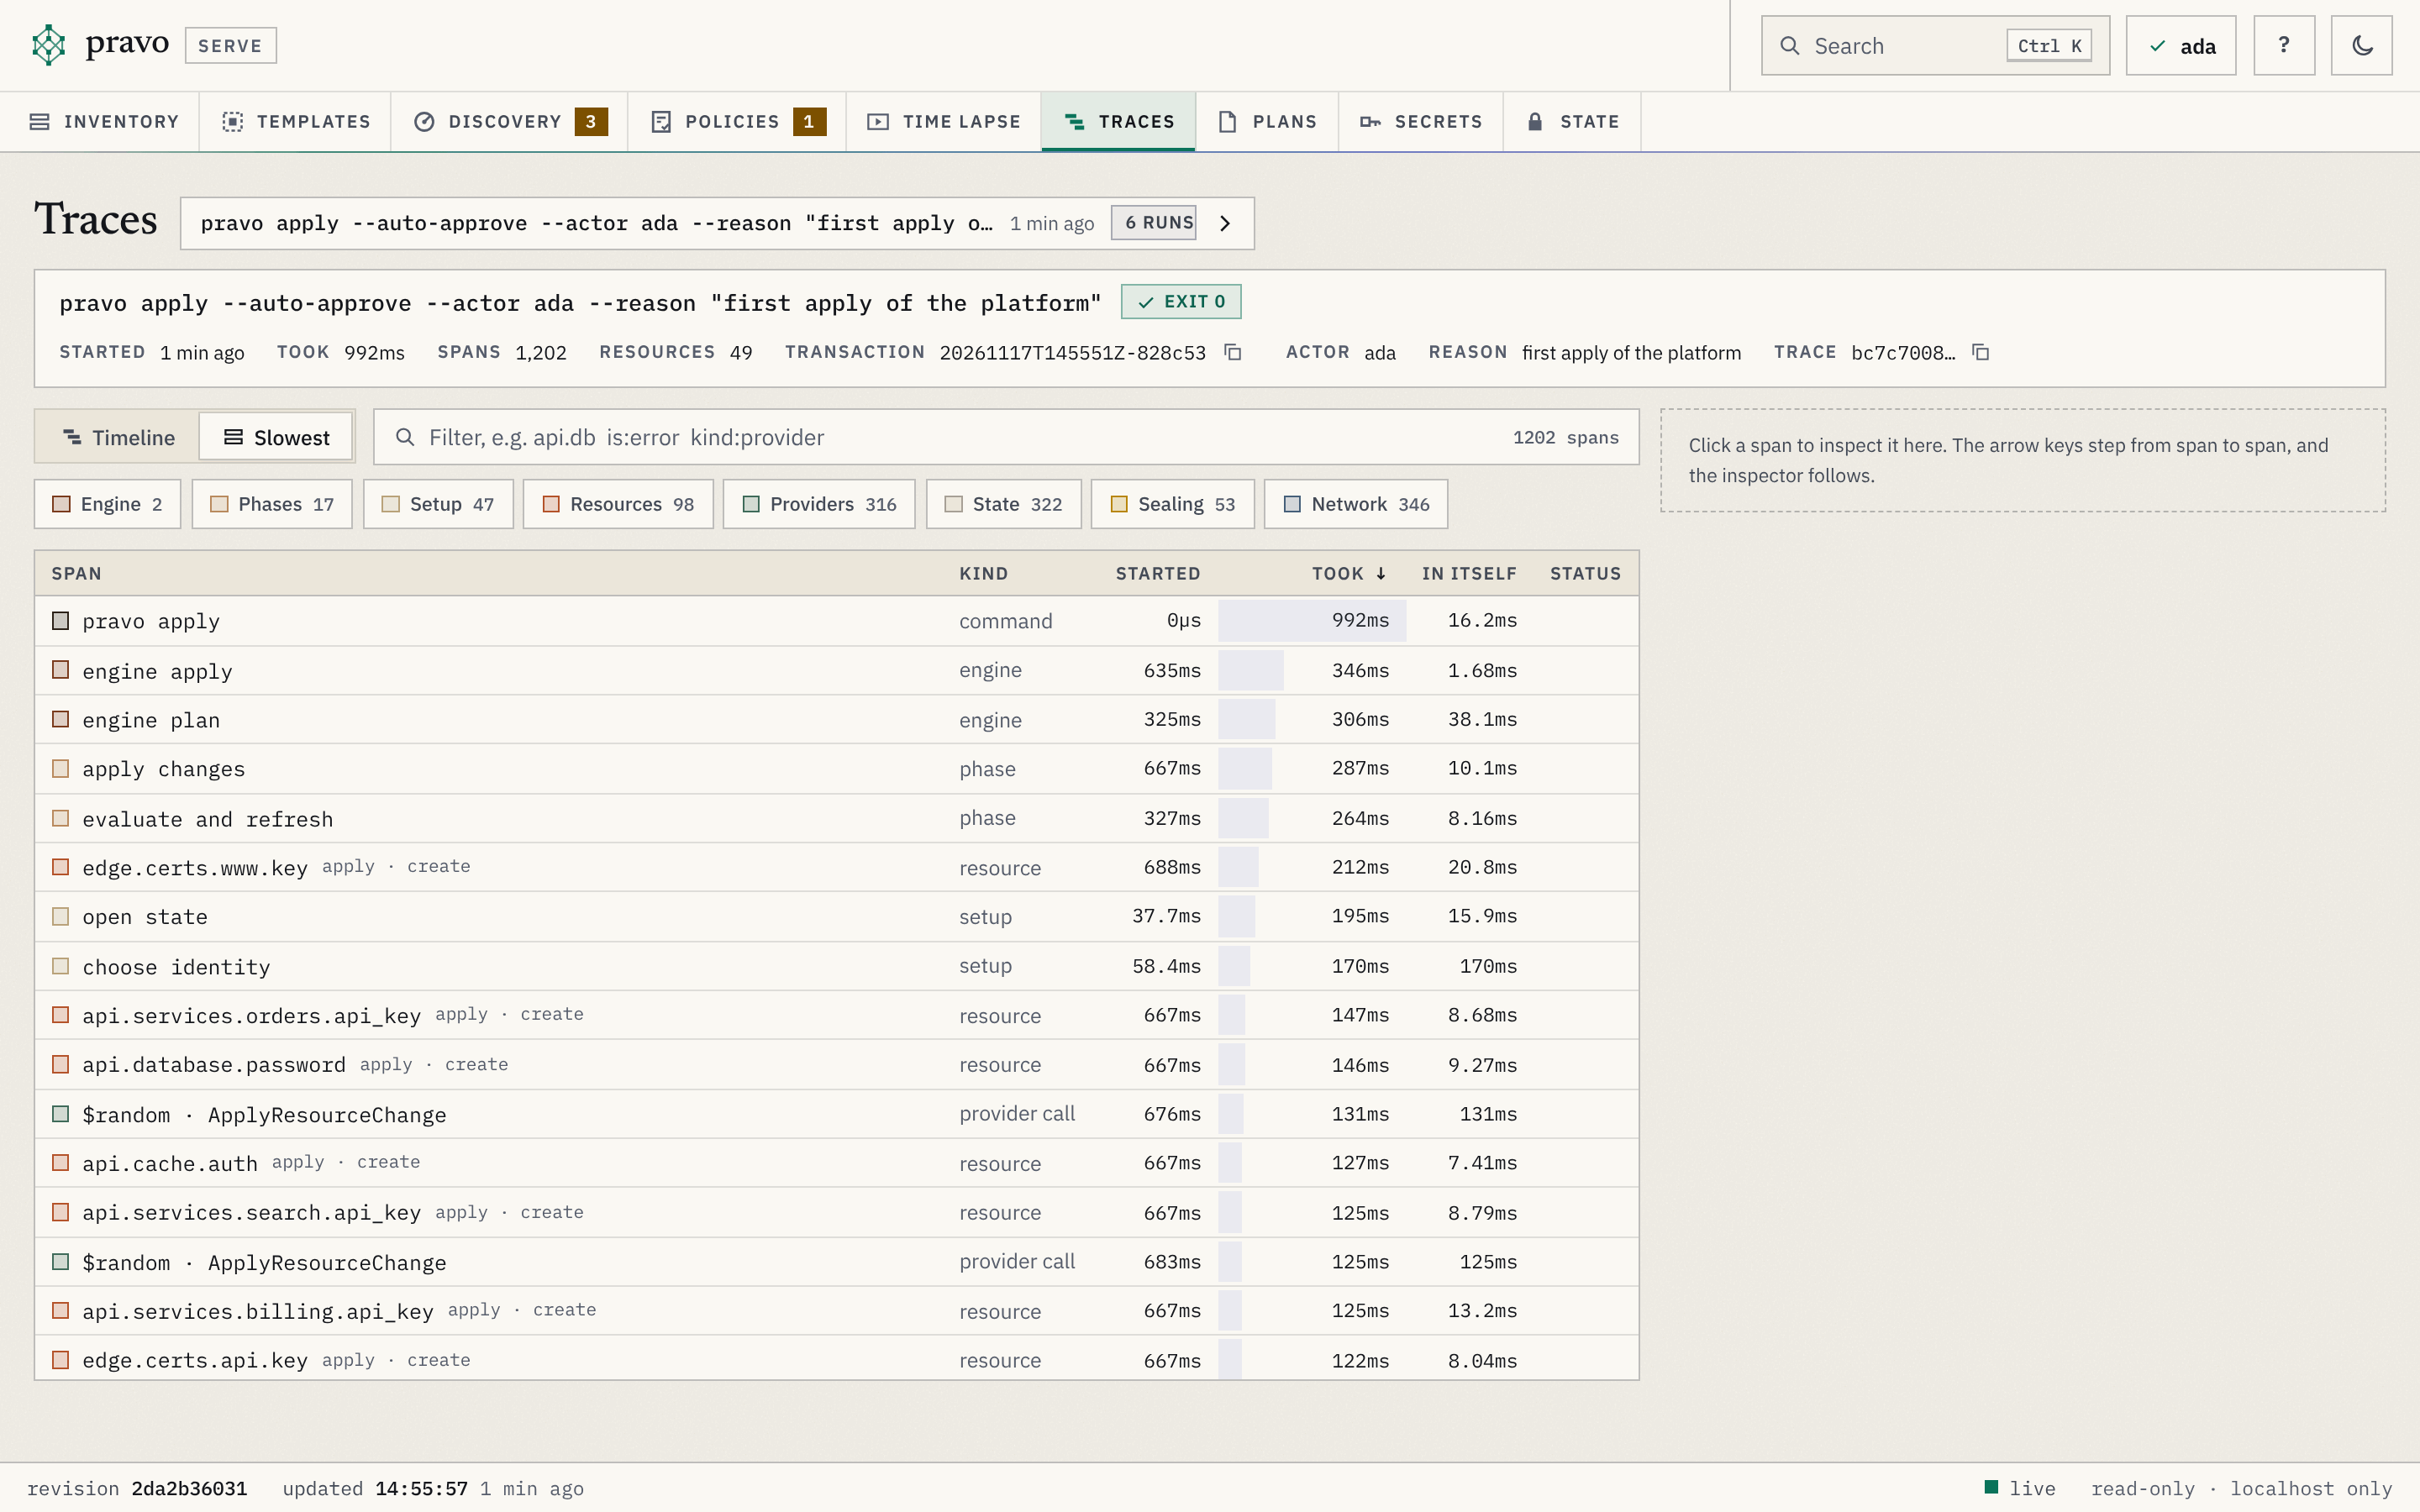 pravo SERVE Search Ctrl K ada ?
INVENTORY TEMPLATES DISCOVERY 3 POLICIES 1 TIME LAPSE TRACES PLANS SECRETS STATE
Traces pravo apply --auto-approve --actor ada --reason "first apply o… 1 min ago 6 RUNS
pravo apply --auto-approve --actor ada --reason "first apply of the platform" EXIT 0
STARTED 1 min ago TOOK 992ms SPANS 1,202 RESOURCES 49 TRANSACTION 20261117T145551Z-828c53 ACTOR ada REASON first apply of the platform TRACE bc7c7008…
Timeline Slowest Filter, e.g. api.db is:error kind:provider 1202 spans
Click a span to inspect it here. The arrow keys step from span to span, and
the inspector follows.
Engine 2 Phases 17 Setup 47 Resources 98 Providers 316 State 322 Sealing 53 Network 346
SPAN KIND STARTED TOOK ↓ IN ITSELF STATUS
pravo apply command 0µs 992ms 16.2ms
engine apply engine 635ms 346ms 1.68ms
engine plan engine 325ms 306ms 38.1ms
apply changes phase 667ms 287ms 10.1ms
evaluate and refresh phase 327ms 264ms 8.16ms
edge.certs.www.key apply · create resource 688ms 212ms 20.8ms
open state setup 37.7ms 195ms 15.9ms
choose identity setup 58.4ms 170ms 170ms
api.services.orders.api_key apply · create resource 667ms 147ms 8.68ms
api.database.password apply · create resource 667ms 146ms 9.27ms
$random · ApplyResourceChange provider call 676ms 131ms 131ms
api.cache.auth apply · create resource 667ms 127ms 7.41ms
api.services.search.api_key apply · create resource 667ms 125ms 8.79ms
$random · ApplyResourceChange provider call 683ms 125ms 125ms
api.services.billing.api_key apply · create resource 667ms 125ms 13.2ms
edge.certs.api.key apply · create resource 667ms 122ms 8.04ms
revision 2da2b36031 updated 14:55:57 1 min ago live read-only · localhost only